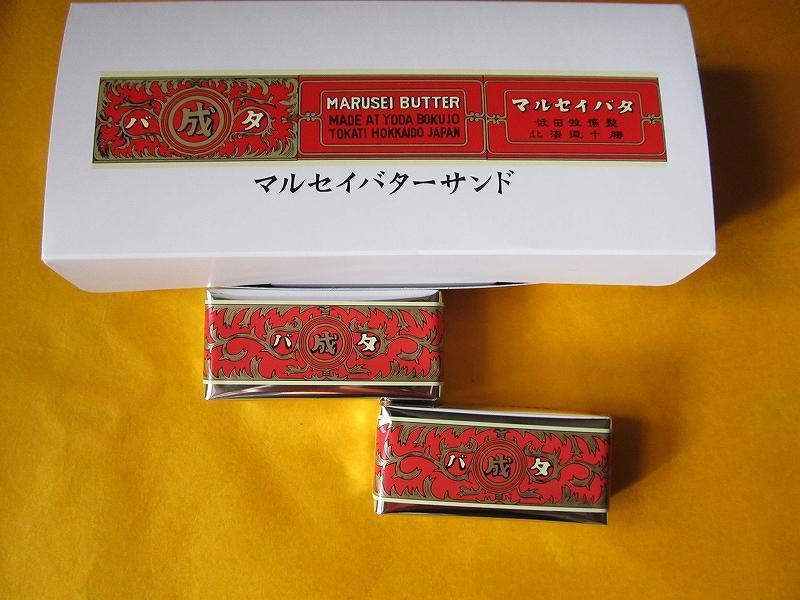 バ 成 タ
MARUSEI BUTTER
MADE AT YODA BOKUJO
TOKATI HOKKAIDO JAPAN
マルセイバタ
依田牧場製
北海道十勝
マルセイバターサンド
バ 成 タ
バ 成 タ